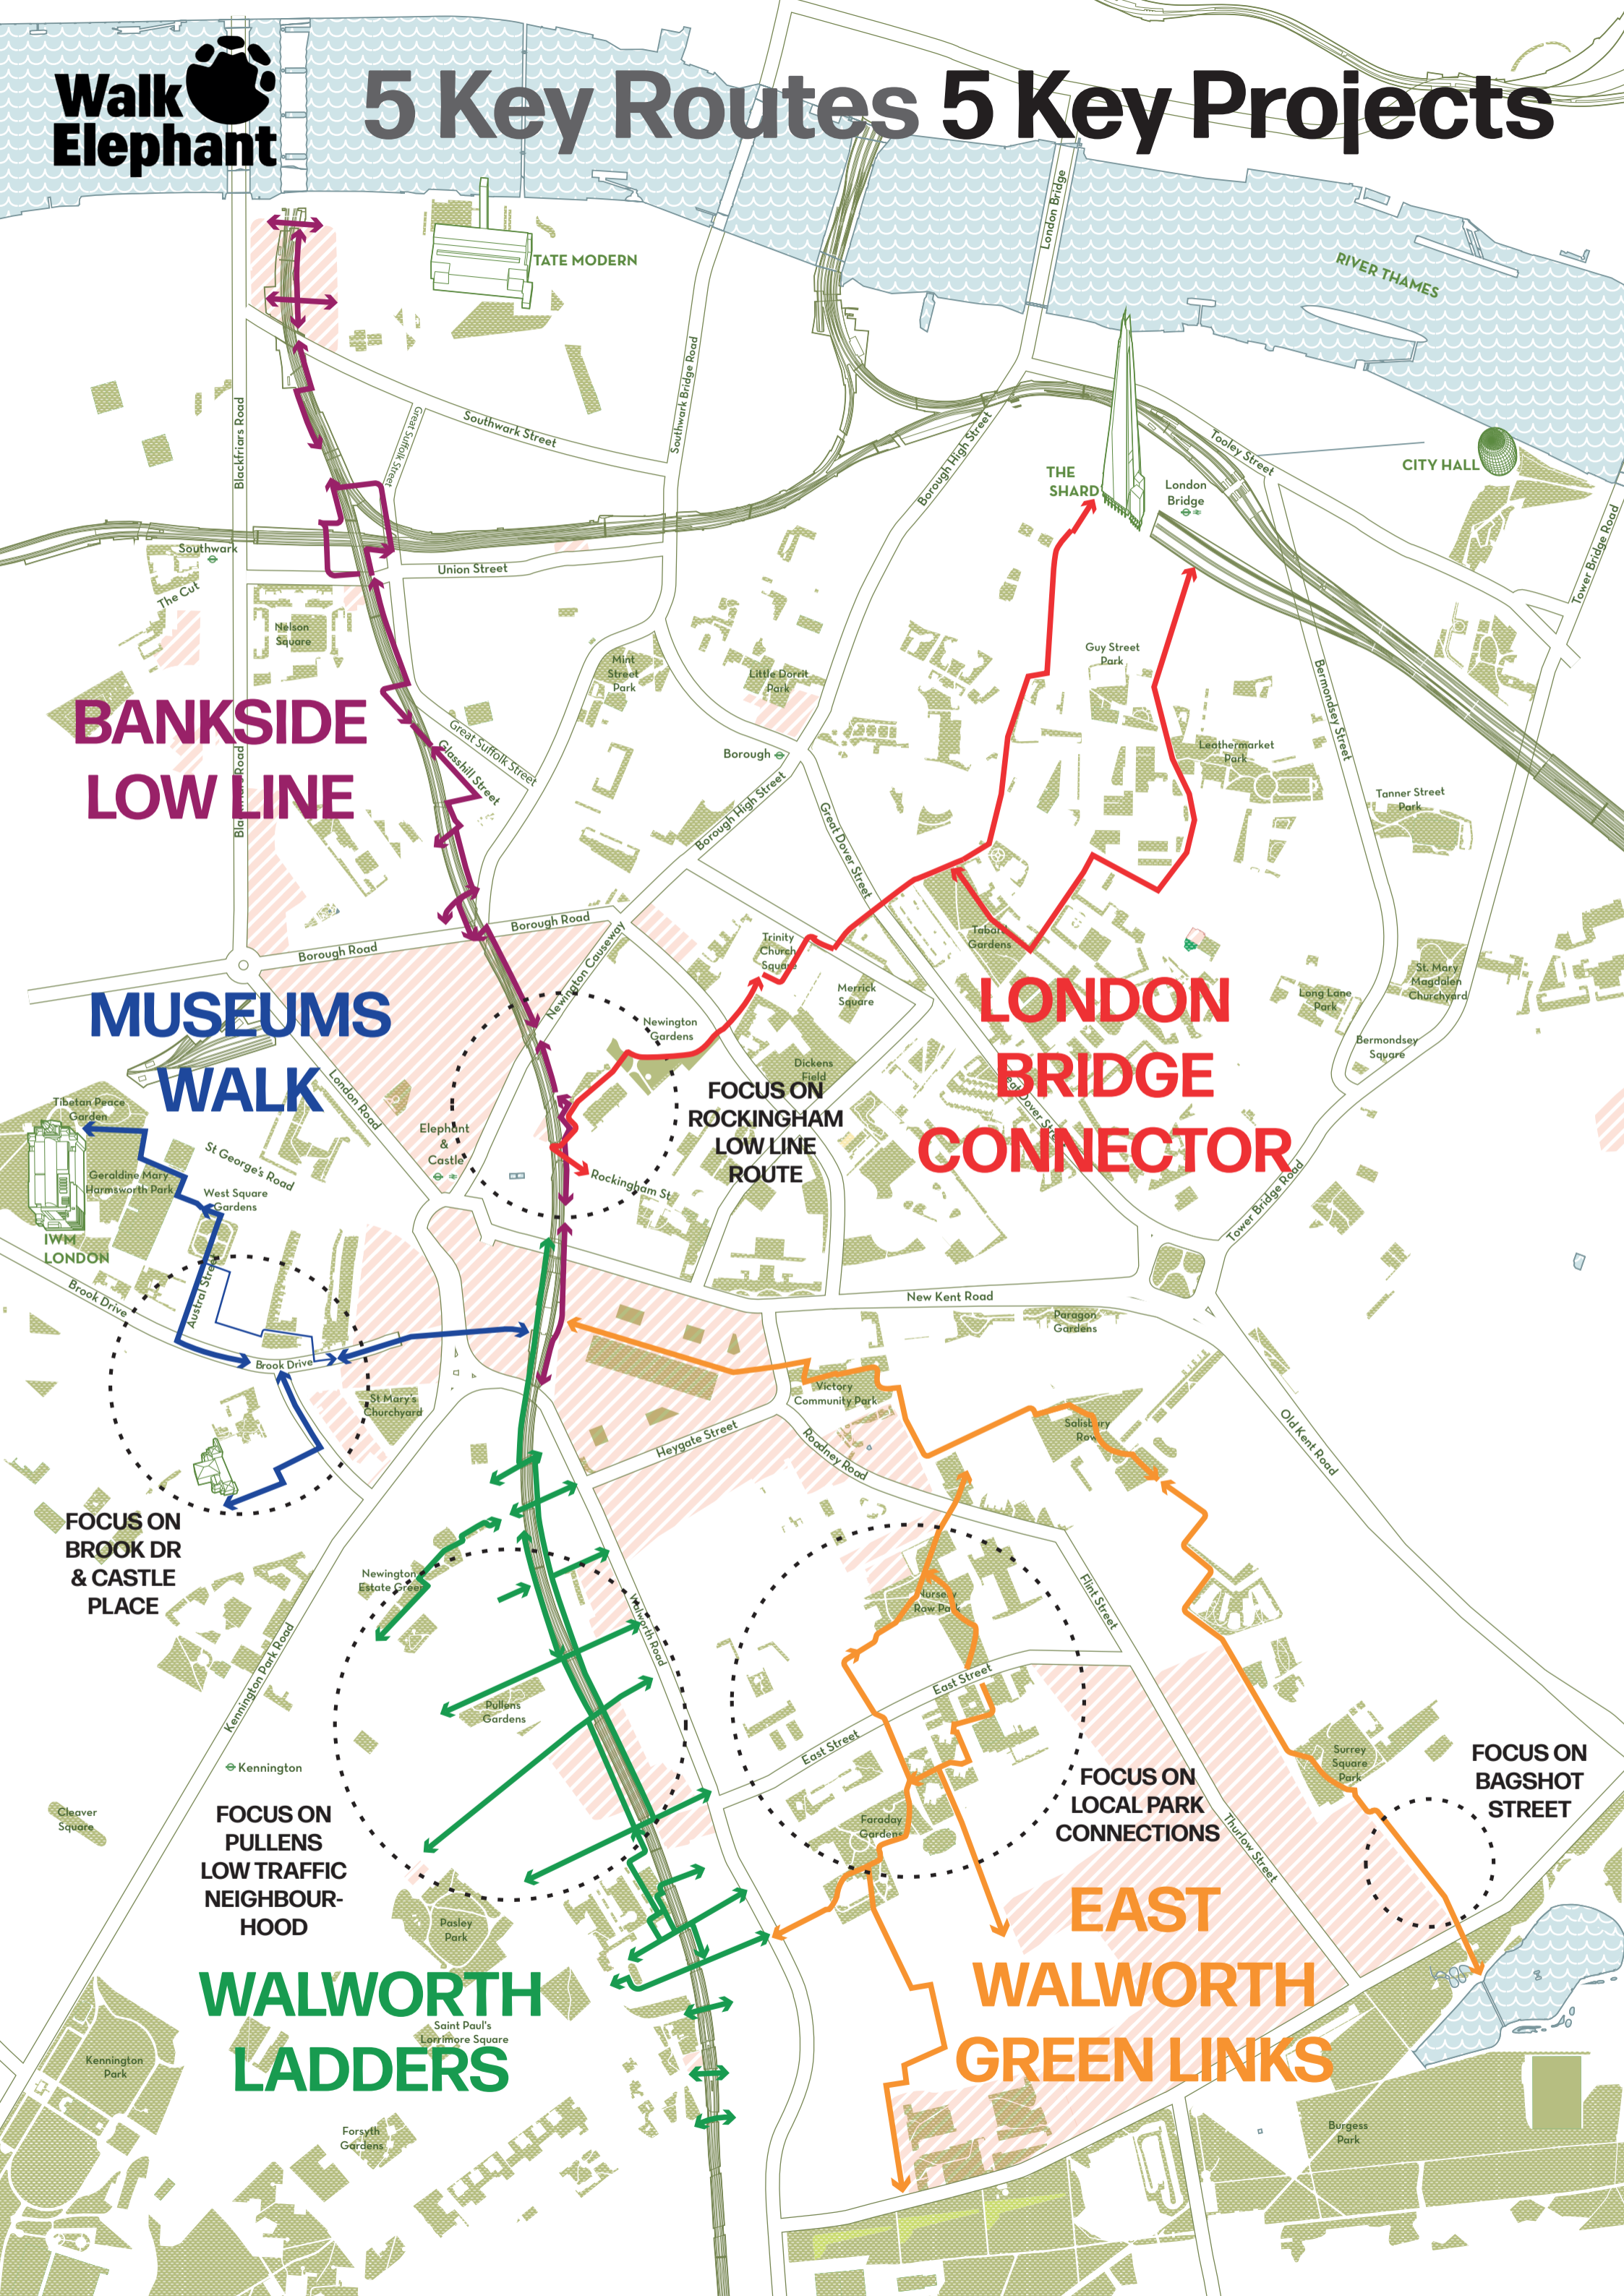 Walk
Elephant
5 Key Routes 5 Key Projects
London Bridge
RIVER THAMES
TATE MODERN
Blackfriars Road
Southwark Street
Great Suffolk Street
Southwark Bridge Road
Borough High Street
THE
SHARD
London
Bridge
Tooley Street
CITY HALL
Tower Bridge Road
Southwark
The Cut
Union Street
Nelson
Square
Mint
Street
Park
Little Dorrit
Park
Guy Street
Park
Bermondsey Street
BANKSIDE
LOW LINE
Great Suffolk Street
Glasshill Street
Borough
Leathermarket
Park
Tanner Street
Park
Borough High Street
Great Dover Street
Borough Road
Borough Road
Newington Causeway
Trinity
Church
Square
Tabard
Gardens
Merrick
Square
Long Lane
Park
St. Mary
Magdalen
Churchyard
Bermondsey
Square
MUSEUMS
WALK
LONDON
BRIDGE
CONNECTOR
Newington
Gardens
Dickens
Field
London Road
FOCUS ON
ROCKINGHAM
LOW LINE
ROUTE
Tibetan Peace
Garden
Elephant
&
Castle
St George's Road
Geraldine Mary
Harmsworth Park
West Square
Gardens
Rockingham St
Tower Bridge Road
IWM
LONDON
Brook Drive
Austral Street
New Kent Road
Paragon
Gardens
Brook Drive
St Mary's
Churchyard
Victory
Community Park
Heygate Street
Rodney Road
Salisbury
Row
Old Kent Road
FOCUS ON
BROOK DR
& CASTLE
PLACE
Newington
Estate Green
Walworth Road
Nursery
Row Park
Flint Street
Kennington Park Road
Pullens
Gardens
East Street
East Street
Kennington
Surrey
Square
Park
FOCUS ON
BAGSHOT
STREET
FOCUS ON
LOCAL PARK
CONNECTIONS
Cleaver
Square
FOCUS ON
PULLENS
LOW TRAFFIC
NEIGHBOUR-
HOOD
Faraday
Gardens
Thurlow Street
Pasley
Park
EAST
WALWORTH
GREEN LINKS
WALWORTH
LADDERS
Saint Paul's
Lorrimore Square
Kennington
Park
Forsyth
Gardens
Burgess
Park